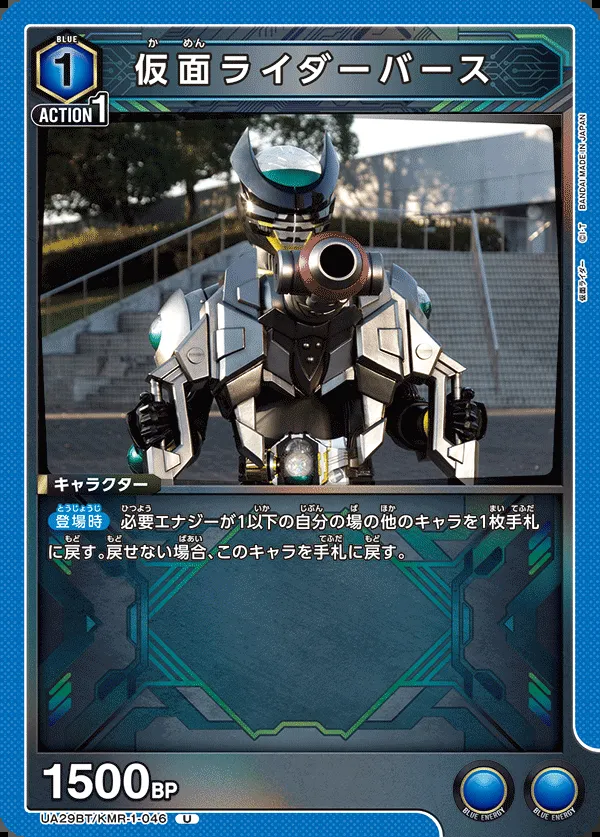 BLUE
1
ACTION 1
か めん
仮面ライダーバース
仮面ライダー ©I・T BANDAI MADE IN JAPAN
キャラクター
とうじょうじ ひつよう いか じぶん ば ほか まい てふだ
登場時 必要エナジーが1以下の自分の場の他のキャラを1枚手札
もど もど ばあい てふだ もど
に戻す。戻せない場合、このキャラを手札に戻す。
1500BP
BLUE ENERGY BLUE ENERGY
UA29BT/KMR-1-046 U